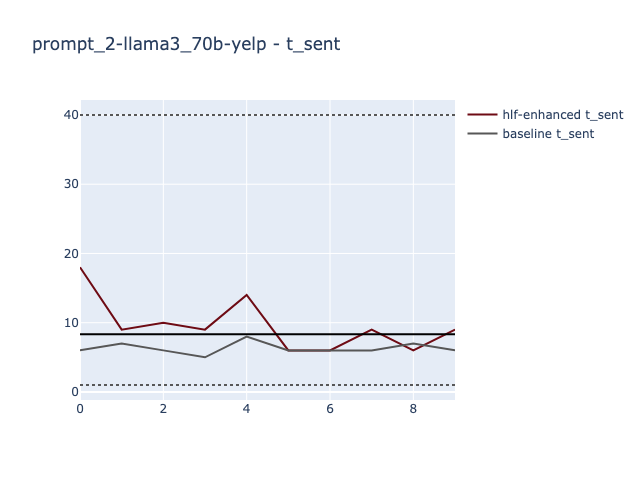 prompt_2-llama3_70b-yelp - t_sent
hlf-enhanced t_sent
baseline t_sent
40
30
20
10
0
0 2 4 6 8